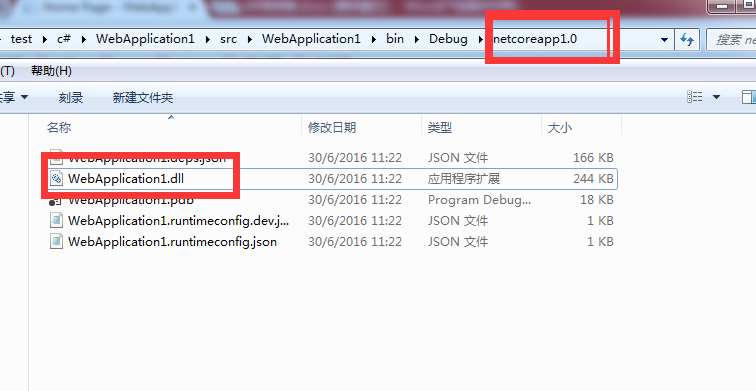 test c# WebApplication1 src WebApplication1 bin Debug netcoreapp1.0 搜索 ne
(T) 帮助(H)
享 刻录 新建文件夹
名称 修改日期 类型 大小
WebApplication1.deps.json 30/6/2016 11:22 JSON 文件 166 KB
WebApplication1.dll 30/6/2016 11:22 应用程序扩展 244 KB
WebApplication1.pdb 30/6/2016 11:22 Program Debug... 18 KB
WebApplication1.runtimeconfig.dev.j... 30/6/2016 11:22 JSON 文件 1 KB
WebApplication1.runtimeconfig.json 30/6/2016 11:22 JSON 文件 1 KB